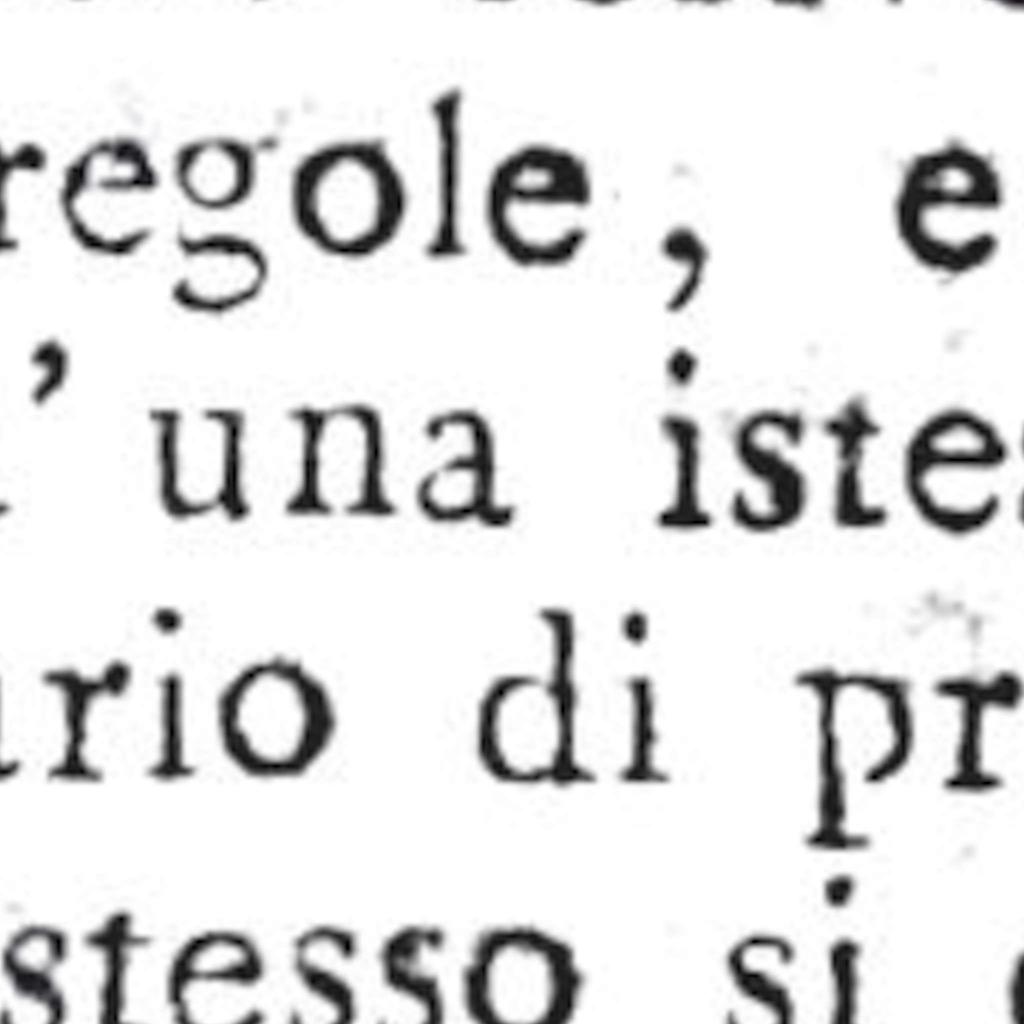 regole, e
' una istes
rio di pr
stesso si